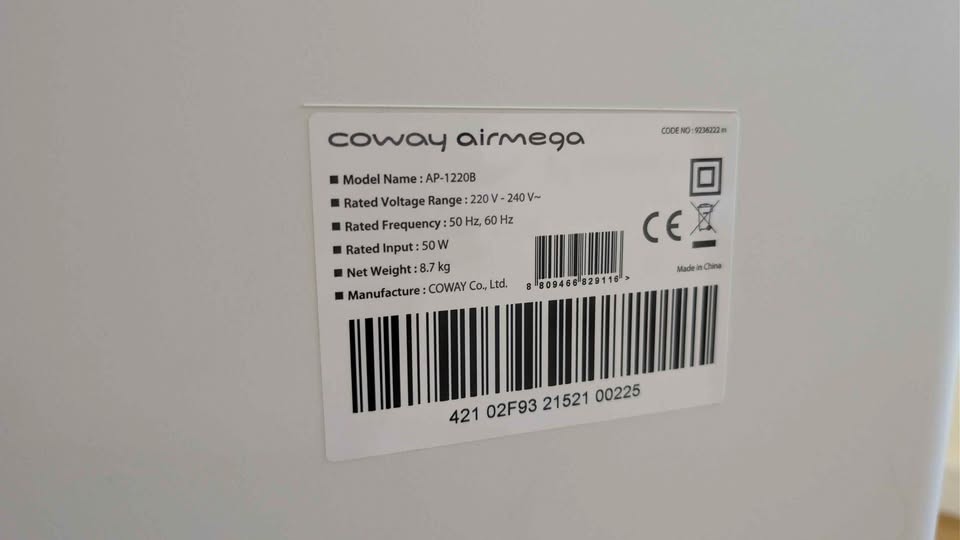 coway airmega
CODE NO : 9236222 m
■ Model Name : AP-1220B
■ Rated Voltage Range : 220 V - 240 V~
■ Rated Frequency : 50 Hz, 60 Hz
■ Rated Input : 50 W
■ Net Weight : 8.7 kg
■ Manufacture : COWAY Co., Ltd.
CE
8 809466 829116 >
Made in China
421 02F93 21521 00225